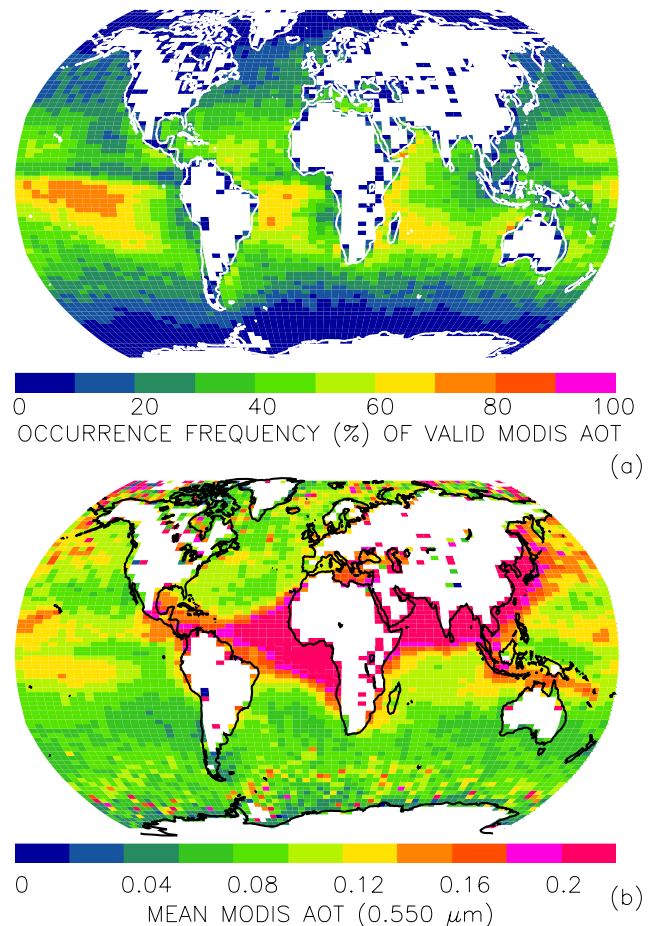 0 20 40 60 80 100
OCCURRENCE FREQUENCY (%) OF VALID MODIS AOT
(a)
0 0.04 0.08 0.12 0.16 0.2
(b)
MEAN MODIS AOT (0.550 μm)